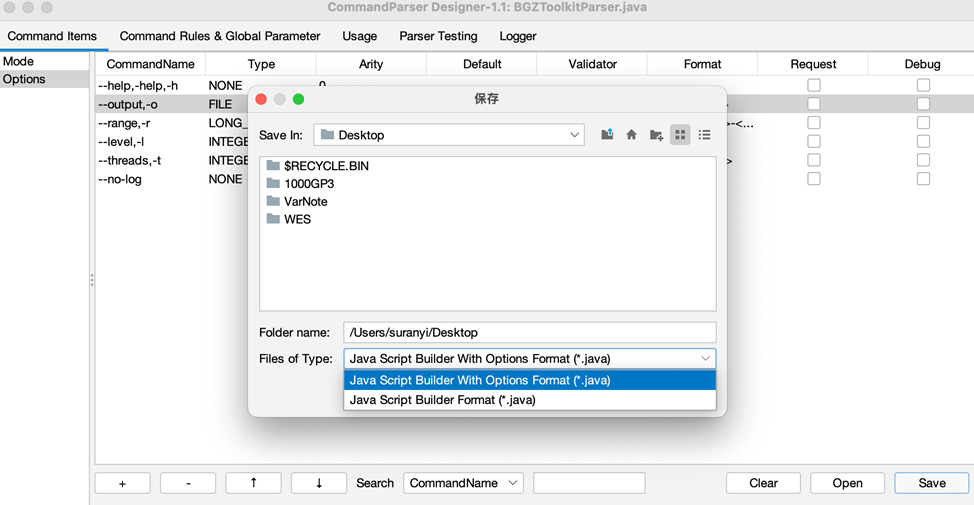 CommandParser Designer-1.1: BGZToolkitParser.java
Command Items Command Rules & Global Parameter Usage Parser Testing Logger
Mode
Options
CommandName Type Arity Default Validator Format Request Debug
--help,-help,-h NONE 0
--output,-o FILE
--range,-r LONG_ >-<...
--level,-l INTEGE
--threads,-t INTEGE >
--no-log NONE
保存
Save In: Desktop
$RECYCLE.BIN
1000GP3
VarNote
WES
Folder name: /Users/suranyi/Desktop
Files of Type: Java Script Builder With Options Format (*.java)
Java Script Builder With Options Format (*.java)
Java Script Builder Format (*.java)
+ - ↑ ↓ Search CommandName Clear Open Save